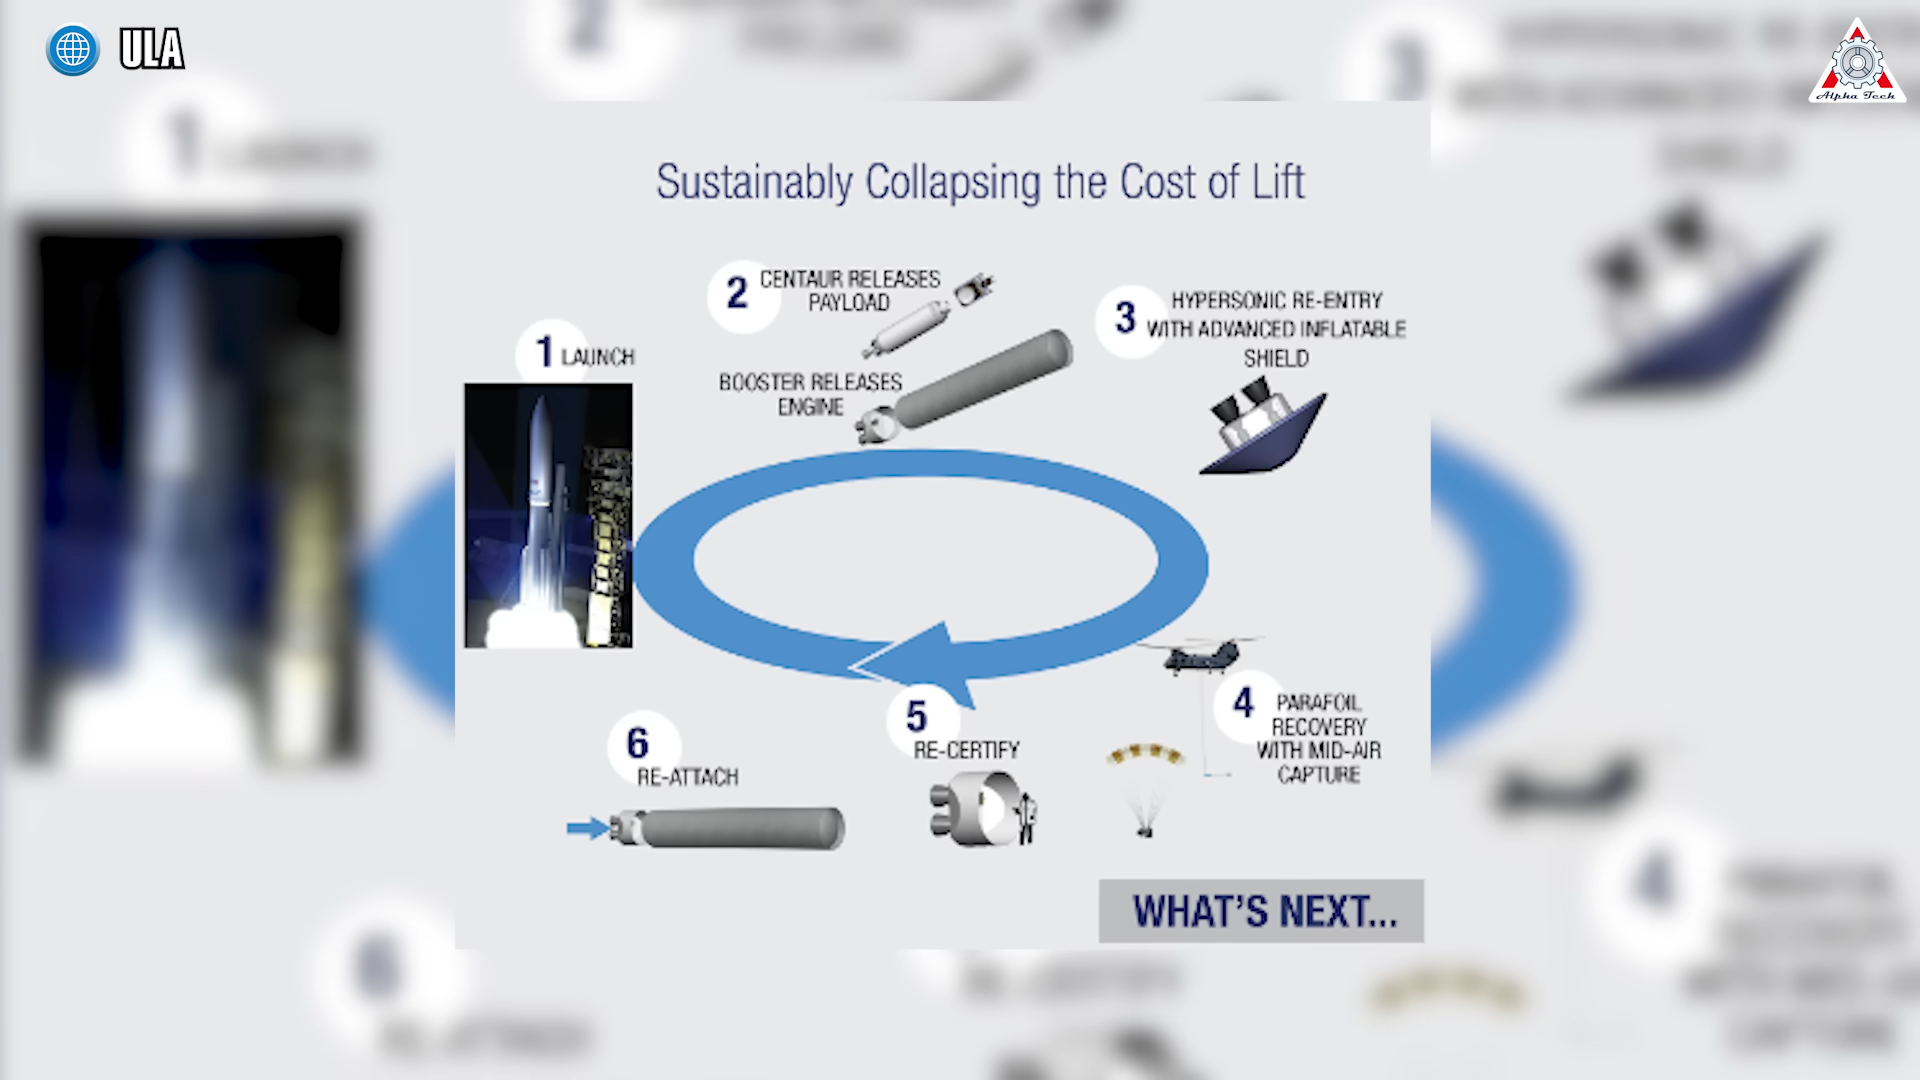 ULA
Alpha Tech
Sustainably Collapsing the Cost of Lift
1 LAUNCH
2 CENTAUR RELEASES
PAYLOAD
BOOSTER RELEASES
ENGINE
3 HYPERSONIC RE-ENTRY
WITH ADVANCED INFLATABLE
SHIELD
4 PARAFOIL
RECOVERY
WITH MID-AIR
CAPTURE
5
RE-CERTIFY
6
RE-ATTACH
WHAT'S NEXT...